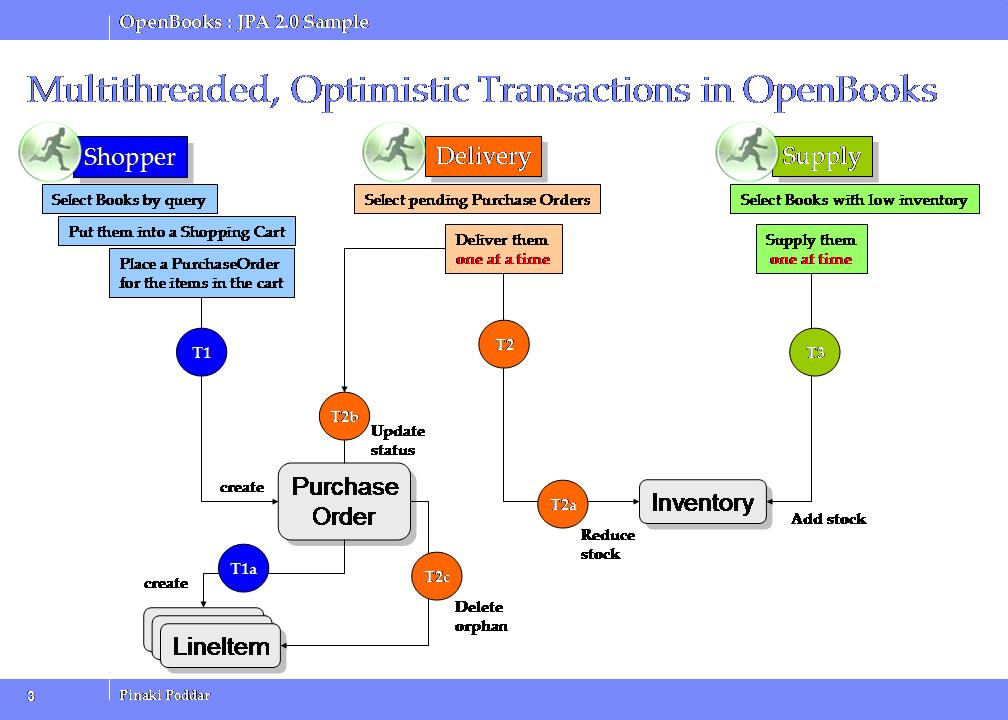 OpenBooks : JPA 2.0 Sample
Multithreaded, Optimistic Transactions in OpenBooks
Shopper
Select Books by query
Put them into a Shopping Cart
Place a PurchaseOrder
for the items in the cart
T1
create
Delivery
Select pending Purchase Orders
Deliver them
one at a time
T2
T2b
Update
status
Purchase
Order
T2a
Reduce
stock
Supply
Select Books with low inventory
Supply them
one at time
T3
Inventory
Add stock
T1a
create
T2c
Delete
orphan
LineItem
3
Pinaki Poddar